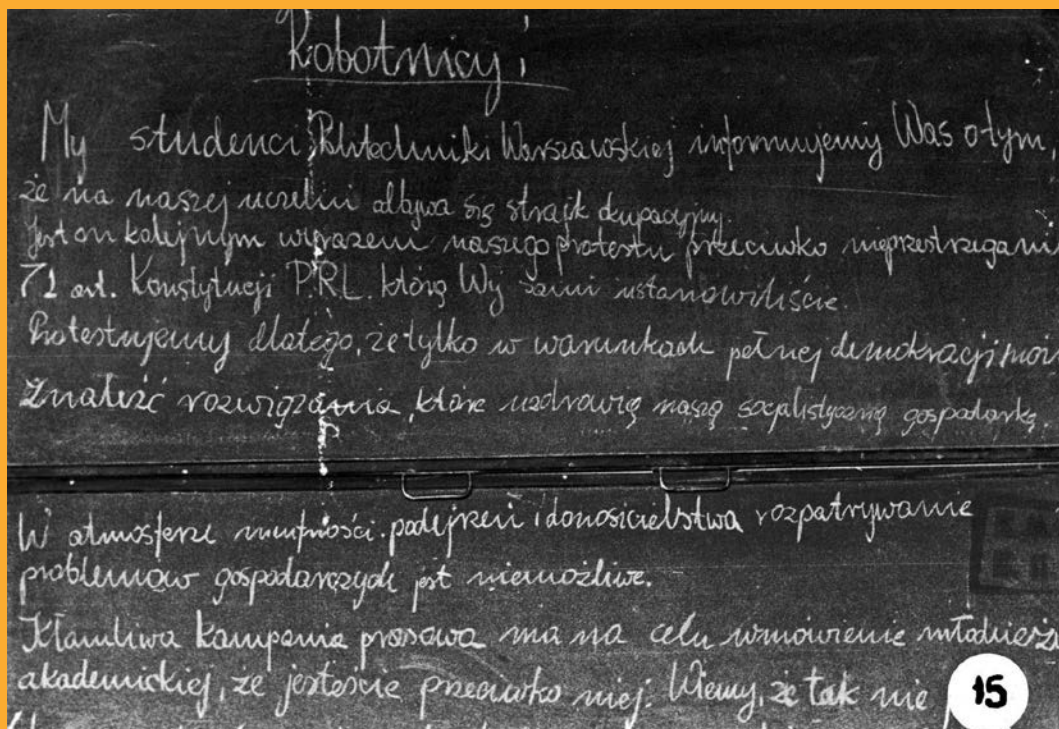 Robotnicy!
My studenci Politechniki Warszawskiej informujemy Was o tym,
że na naszej uczelni odbywa się strajk okupacyjny.
Jest on kolejnym wyrazem naszego protestu przeciwko nieprzestrzegani
71 art. Konstytucji P.R.L. którą Wy sami ustanowiliście.
Protestujemy dlatego, że tylko w warunkach pełnej demokracji moż
znaleźć rozwiązania, które uzdrowią naszą socjalistyczną gospodarkę.
W atmosferze nieufności podejrzeń i donosicielstwa rozpatrywanie
problemów gospodarczych jest niemożliwe.
Kłamliwa kampania prasowa ma na celu wmówienie młodzieży
akademickiej, że jesteście przeciwko niej. Wiemy, że tak nie
15